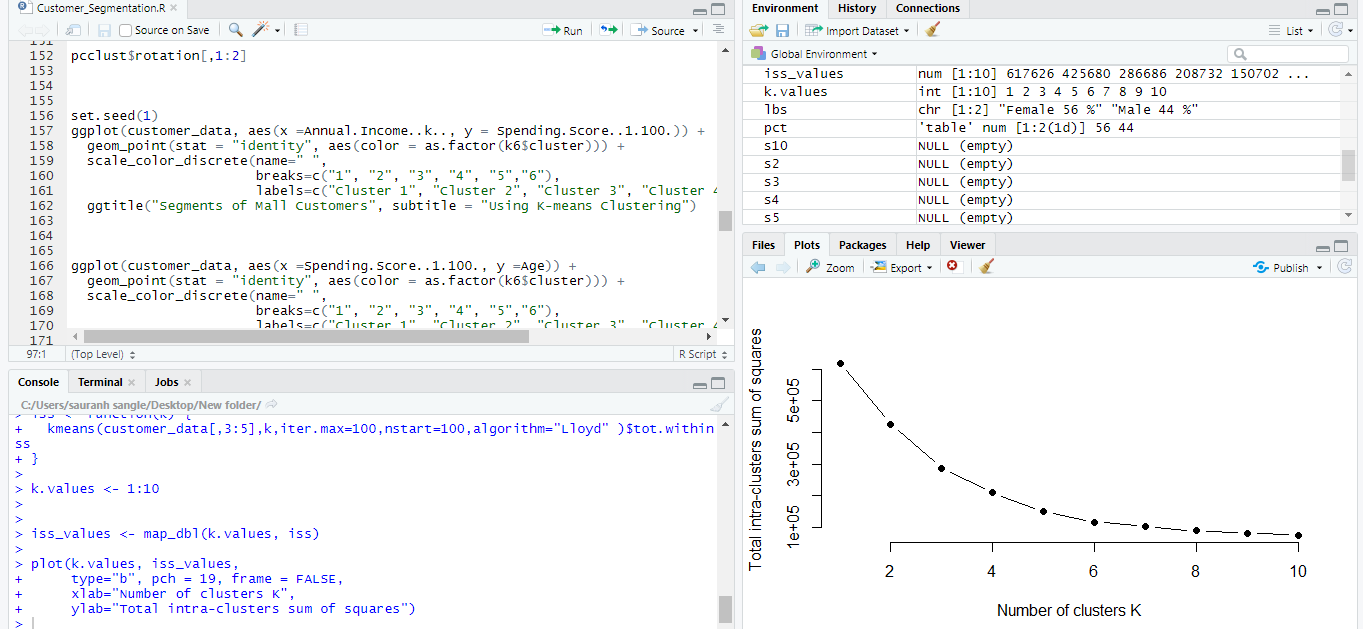 Customer_Segmentation.R
Source on Save
Run
Source
151
152 pcclust$rotation[,1:2]
153
154
155
156 set.seed(1)
157 ggplot(customer_data, aes(x =Annual.Income..k.., y = Spending.Score..1.100.)) +
158 geom_point(stat = "identity", aes(color = as.factor(k6$cluster))) +
159 scale_color_discrete(name=" ",
160 breaks=c("1", "2", "3", "4", "5","6"),
161 labels=c("Cluster 1", "Cluster 2", "Cluster 3", "Cluster 4
162 ggtitle("Segments of Mall Customers", subtitle = "Using K-means Clustering")
163
164
165
166 ggplot(customer_data, aes(x =Spending.Score..1.100., y =Age)) +
167 geom_point(stat = "identity", aes(color = as.factor(k6$cluster))) +
168 scale_color_discrete(name=" ",
169 breaks=c("1", "2", "3", "4", "5","6"),
170 labels=c("Cluster 1", "Cluster 2", "Cluster 3", "Cluster 4
171
97:1 (Top Level) R Script
Console Terminal Jobs
C:/Users/sauranh sangle/Desktop/New folder/
> iss <- function(k) {
+ kmeans(customer_data[,3:5],k,iter.max=100,nstart=100,algorithm="Lloyd" )$tot.within
ss
+ }
>
> k.values <- 1:10
>
>
> iss_values <- map_dbl(k.values, iss)
>
> plot(k.values, iss_values,
+ type="b", pch = 19, frame = FALSE,
+ xlab="Number of clusters K",
+ ylab="Total intra-clusters sum of squares")
>
Environment History Connections
Import Dataset List
Global Environment
iss_values num [1:10] 617626 425680 286686 208732 150702 ...
k.values int [1:10] 1 2 3 4 5 6 7 8 9 10
lbs chr [1:2] "Female 56 %" "Male 44 %"
pct 'table' num [1:2(1d)] 56 44
s10 NULL (empty)
s2 NULL (empty)
s3 NULL (empty)
s4 NULL (empty)
s5 NULL (empty)
Files Plots Packages Help Viewer
Zoom Export Publish
Total intra-clusters sum of squares
5e+05
3e+05
1e+05
2 4 6 8 10
Number of clusters K